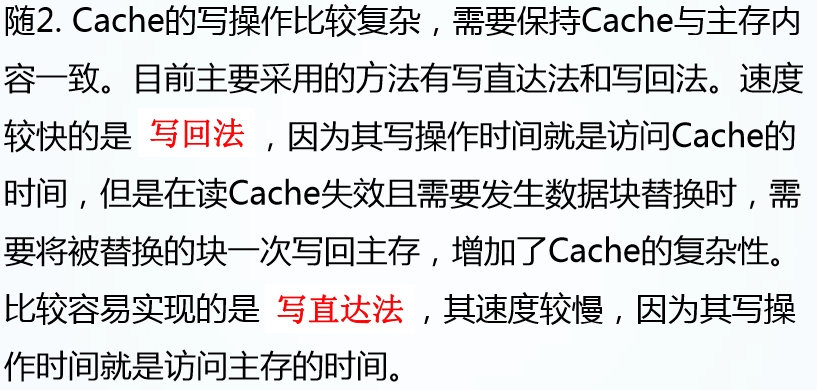 随2. Cache的写操作比较复杂，需要保持Cache与主存内
容一致。目前主要采用的方法有写直达法和写回法。速度
较快的是 写回法 ，因为其写操作时间就是访问Cache的
时间，但是在读Cache失效且需要发生数据块替换时，需
要将被替换的块一次写回主存，增加了Cache的复杂性。
比较容易实现的是 写直达法 ，其速度较慢，因为其写操
作时间就是访问主存的时间。